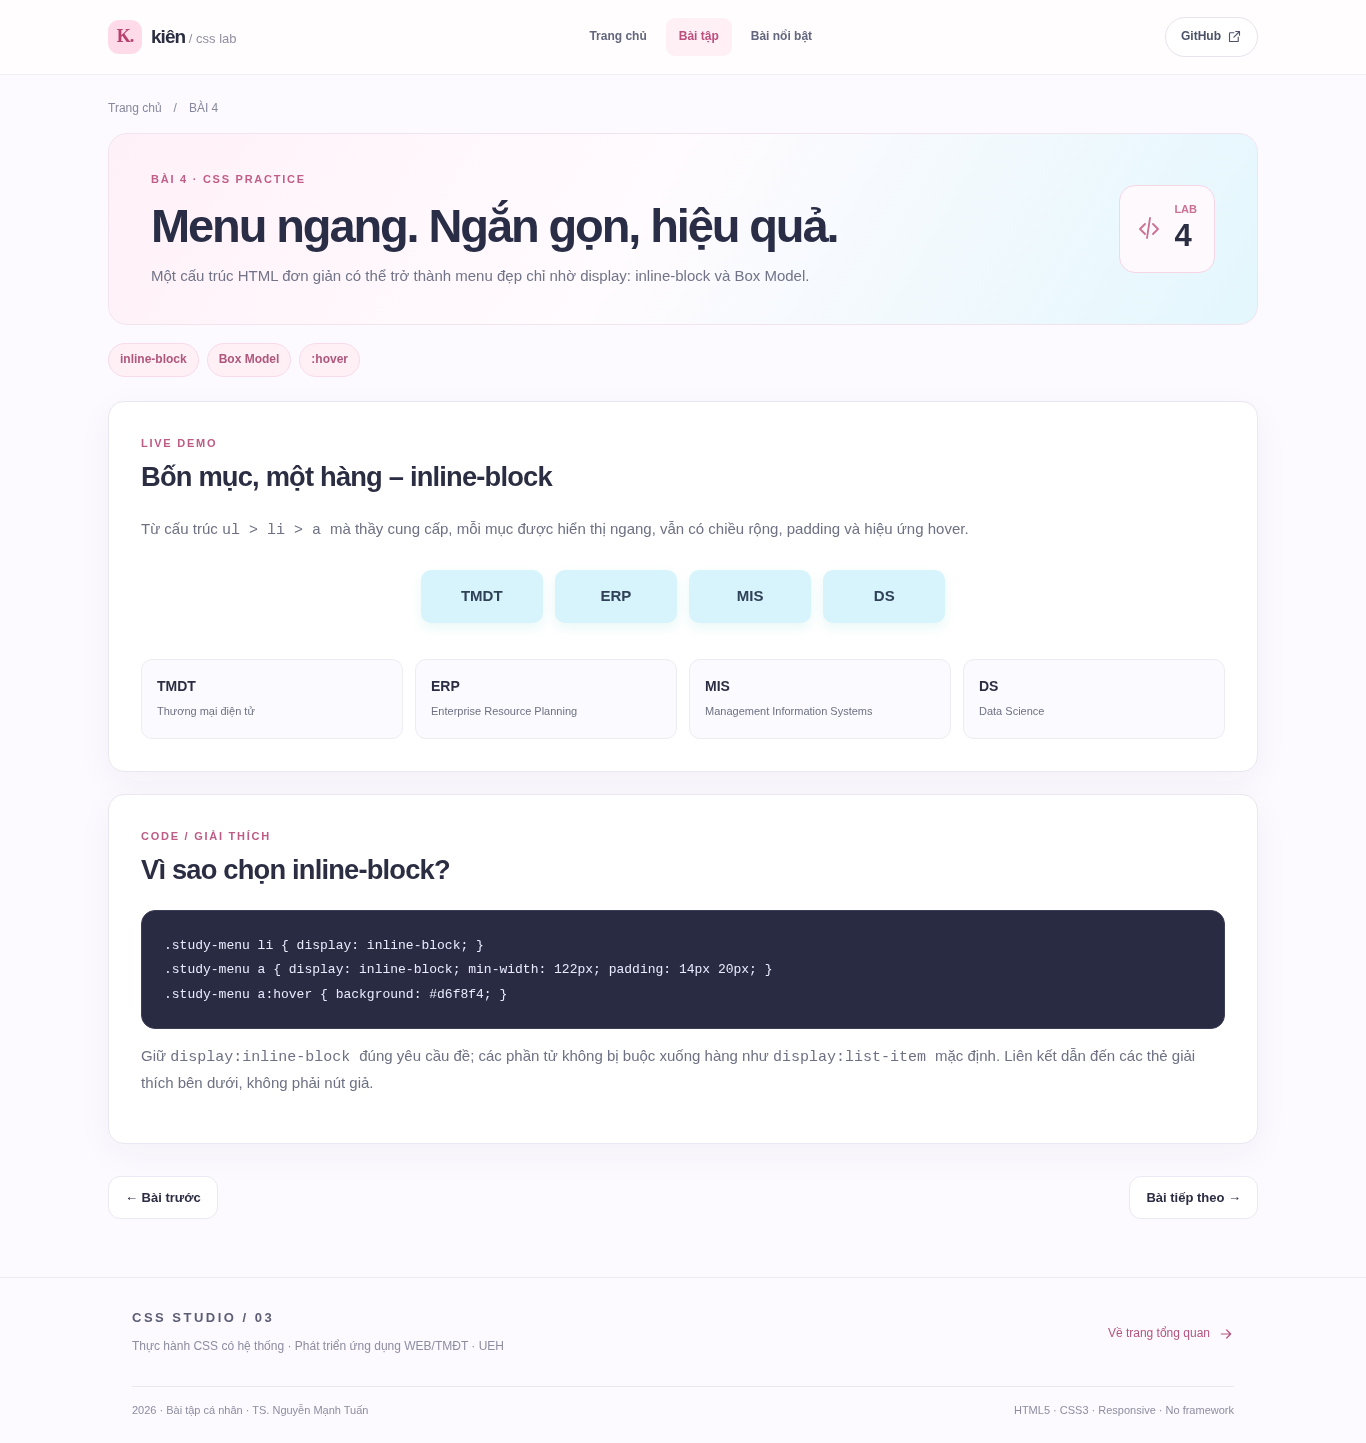 K. kiên / css lab
Trang chủ
Bài tập
Bài nổi bật
GitHub
Trang chủ / BÀI 4
BÀI 4 · CSS PRACTICE
Menu ngang. Ngắn gọn, hiệu quả.
Một cấu trúc HTML đơn giản có thể trở thành menu đẹp chỉ nhờ display: inline-block và Box Model.
LAB
4
inline-block
Box Model
:hover
LIVE DEMO
Bốn mục, một hàng – inline-block
Từ cấu trúc ul > li > a mà thầy cung cấp, mỗi mục được hiển thị ngang, vẫn có chiều rộng, padding và hiệu ứng hover.
TMDT
ERP
MIS
DS
TMDT
Thương mại điện tử
ERP
Enterprise Resource Planning
MIS
Management Information Systems
DS
Data Science
CODE / GIẢI THÍCH
Vì sao chọn inline-block?
.study-menu li { display: inline-block; }
.study-menu a { display: inline-block; min-width: 122px; padding: 14px 20px; }
.study-menu a:hover { background: #d6f8f4; }
Giữ display:inline-block đúng yêu cầu đề; các phần tử không bị buộc xuống hàng như display:list-item mặc định. Liên kết dẫn đến các thẻ giải
thích bên dưới, không phải nút giả.
← Bài trước
Bài tiếp theo →
CSS STUDIO / 03
Thực hành CSS có hệ thống · Phát triển ứng dụng WEB/TMĐT · UEH
Về trang tổng quan →
2026 · Bài tập cá nhân · TS. Nguyễn Mạnh Tuấn
HTML5 · CSS3 · Responsive · No framework